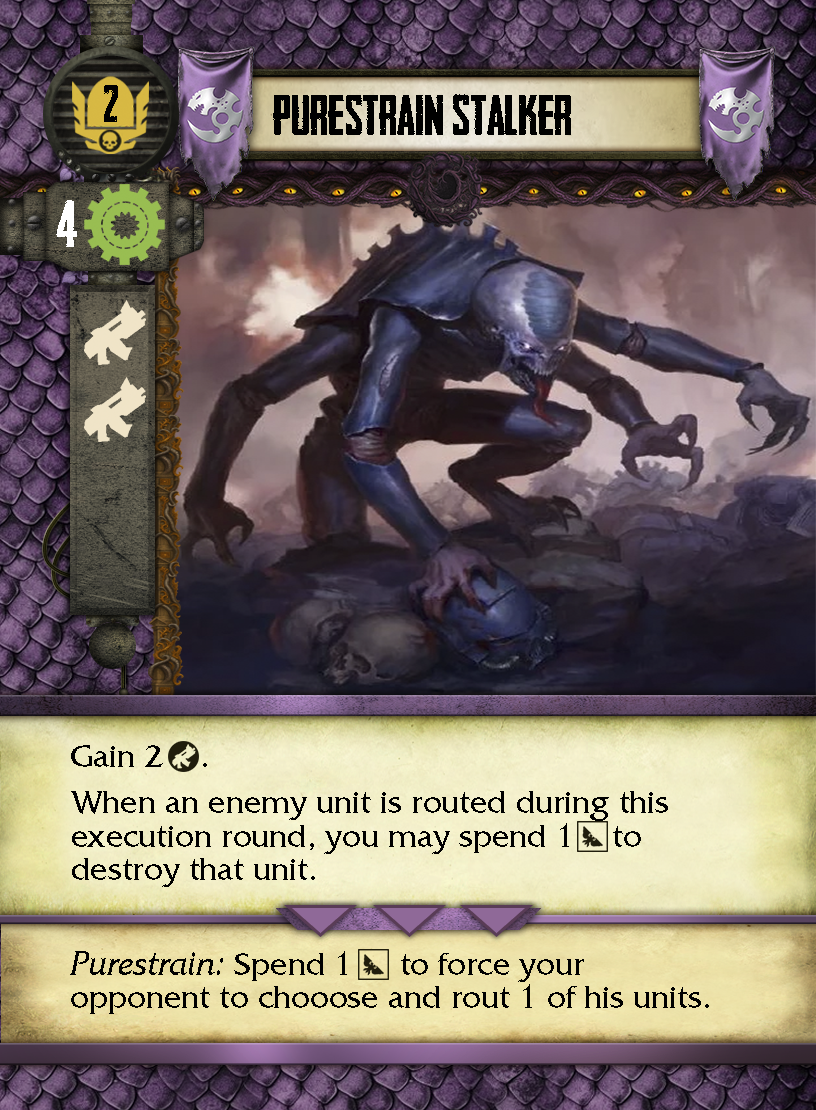 2
PURESTRAIN STALKER
4
Gain 2 .
When an enemy unit is routed during this
execution round, you may spend 1 to
destroy that unit.
Purestrain: Spend 1 to force your
opponent to chooose and rout 1 of his units.